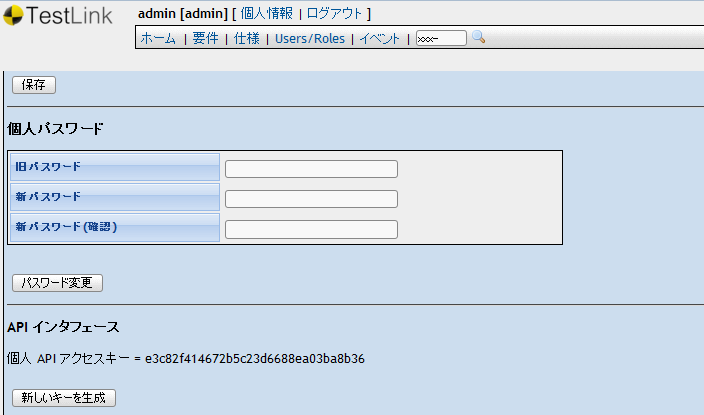 TestLink
admin [admin] [ 個人情報 | ログアウト ]
ホーム | 要件 | 仕様 | Users/Roles | イベント | xxx-
保存
個人パスワード
旧パスワード
新パスワード
新パスワード(確認)
パスワード変更
API インタフェース
個人 API アクセスキー = e3c82f414672b5c23d6688ea03ba8b36
新しいキーを生成